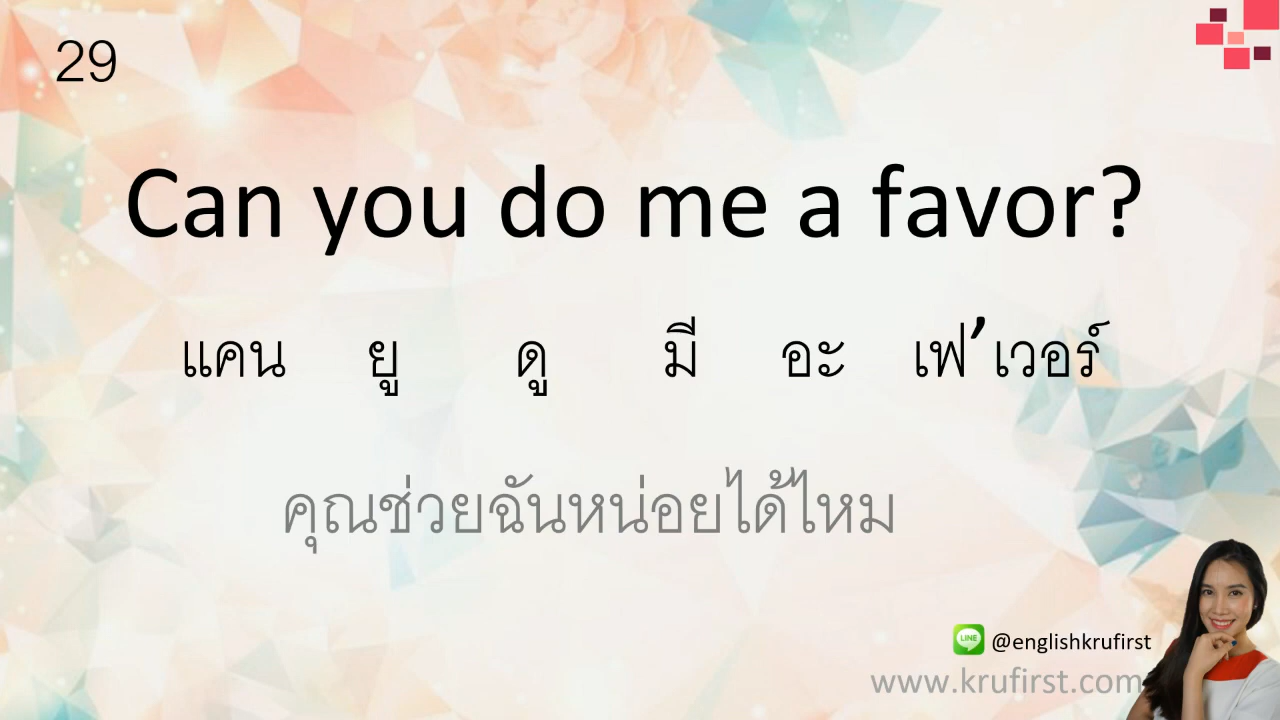 29
Can you do me a favor?
แคน ยู ดู มี อะ เฟ’เวอร์
คุณช่วยฉันหน่อยได้ไหม
LINE @englishkrufirst
www.krufirst.com